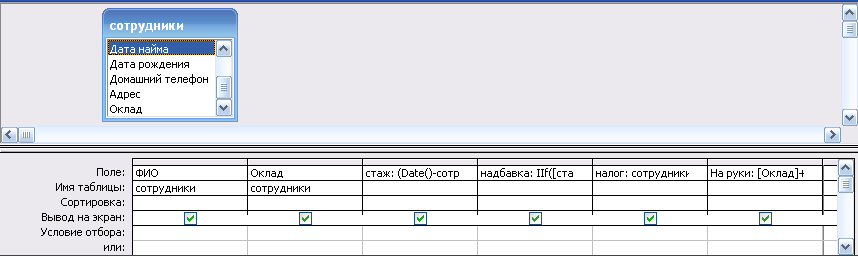 сотрудники
Дата найма
Дата рождения
Домашний телефон
Адрес
Оклад
Поле: ФИО Оклад стаж: (Date()-сотр надбавка: IIf([ста налог: сотрудники На руки: [Оклад]+
Имя таблицы: сотрудники сотрудники
Сортировка:
Вывод на экран:
Условие отбора:
или: